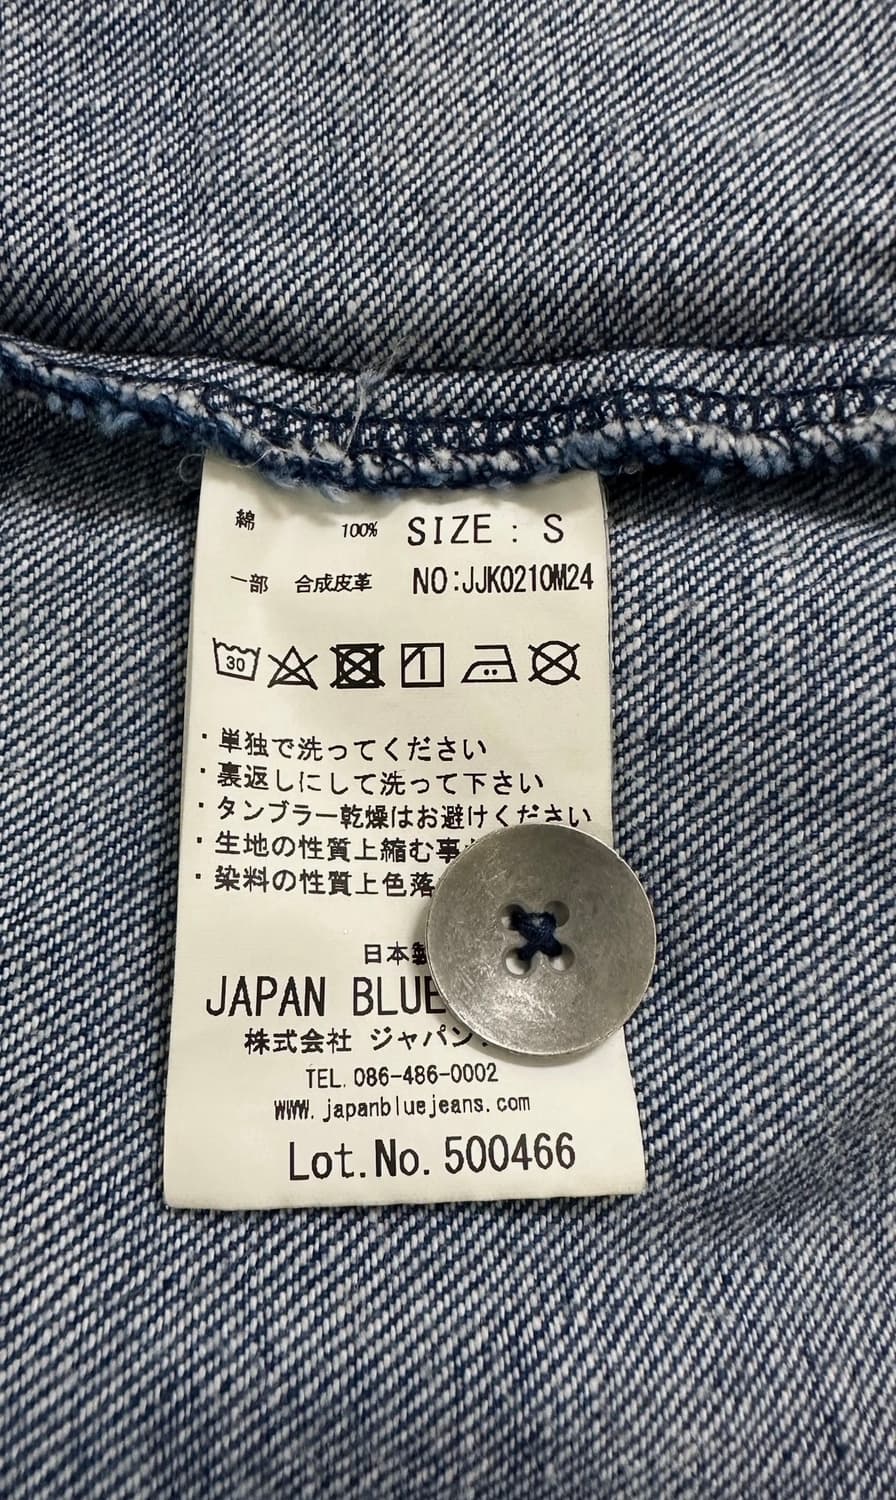 綿 100% SIZE : S
一部 合成皮革 NO:JJK0210M24
30
・単独で洗ってください
・裏返しにして洗って下さい
・タンブラー乾燥はお避けください
・生地の性質上縮む事
・染料の性質上色落
日本製
JAPAN BLUE
株式会社 ジャパン
TEL.086-486-0002
WWW.japanbluejeans.com
Lot.No.500466